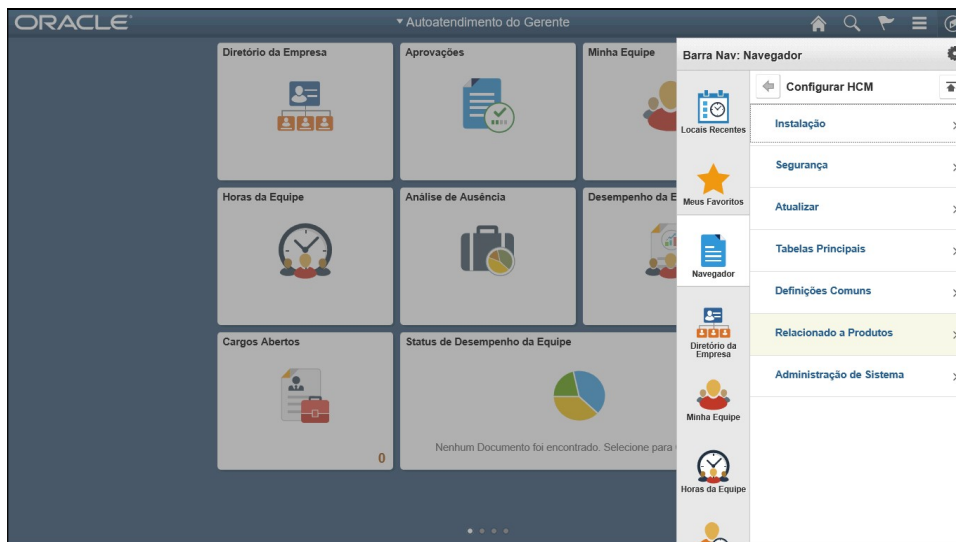 ORACLE
Autoatendimento do Gerente
Diretório da Empresa
Aprovações
Minha Equipe
Horas da Equipe
Análise de Ausência
Desempenho da E
Cargos Abertos
0
Status de Desempenho da Equipe
Nenhum Documento foi encontrado. Selecione para
Barra Nav: Navegador
Locais Recentes
Meus Favoritos
Navegador
Diretório da
Empresa
Minha Equipe
Horas da Equipe
Configurar HCM
Instalação
Segurança
Atualizar
Tabelas Principais
Definições Comuns
Relacionado a Produtos
Administração de Sistema